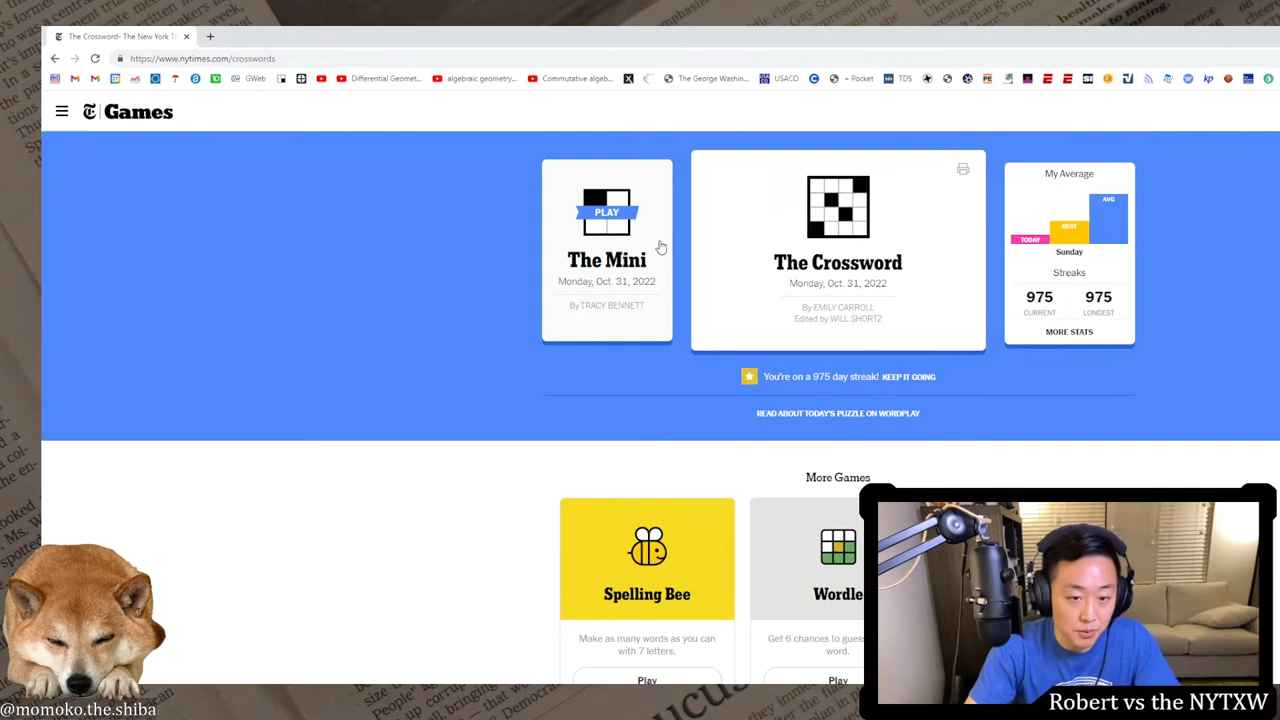 The Crossword- The New York Ti
https://www.nytimes.com/crosswords
GWeb
Differential Geomet...
algebraic geometry...
Commutative algeb...
The George Washin...
USACO
+ Pocket
TDS
Games
PLAY
The Mini
Monday, Oct. 31, 2022
By TRACY BENNETT
The Crossword
Monday, Oct. 31, 2022
By EMILY CARROLL
Edited by WILL SHORTZ
My Average
AVG
BEST
TODAY
Sunday
Streaks
975 975
CURRENT LONGEST
MORE STATS
You're on a 975 day streak! KEEP IT GOING
READ ABOUT TODAY'S PUZZLE ON WORDPLAY
More Games
Spelling Bee
Make as many words as you can
with 7 letters.
Play
Wordle
Get 6 chances to gues
word.
Play
@momoko.the.shiba
Robert vs the NYTXW